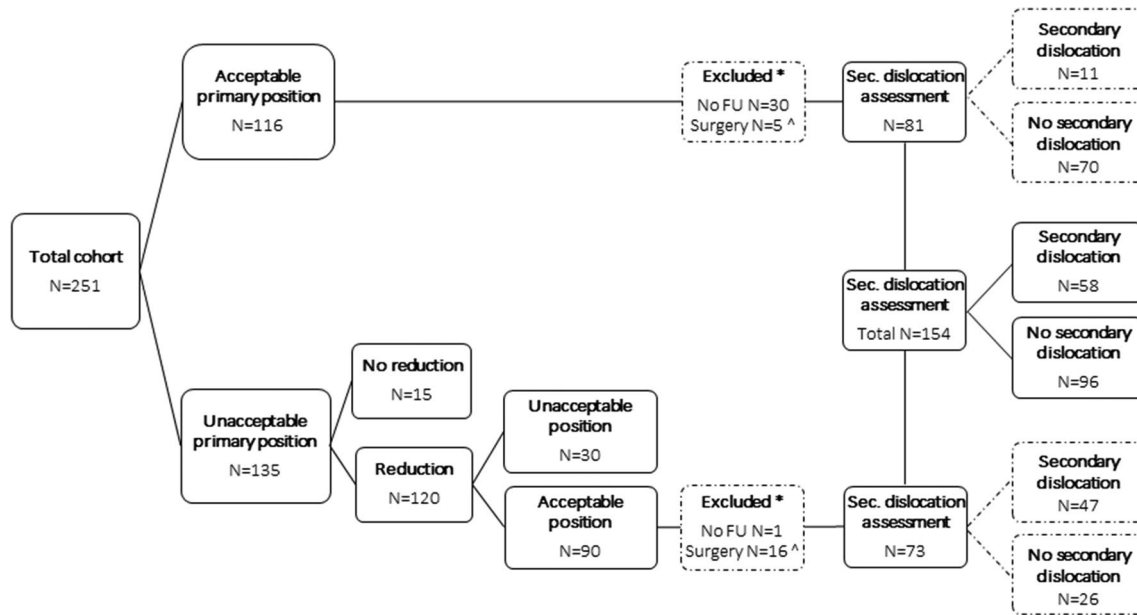 Total cohort
N=251
Acceptable
primary position
N=116
Excluded *
No FU N=30
Surgery N=5 ^
Sec. dislocation
assessment
N=81
Secondary
dislocation
N=11
No secondary
dislocation
N=70
Sec. dislocation
assessment
Total N=154
Secondary
dislocation
N=58
No secondary
dislocation
N=96
Unacceptable
primary position
N=135
No reduction
N=15
Reduction
N=120
Unacceptable
position
N=30
Acceptable
position
N=90
Excluded *
No FU N=1
Surgery N=16 ^
Sec. dislocation
assessment
N=73
Secondary
dislocation
N=47
No secondary
dislocation
N=26